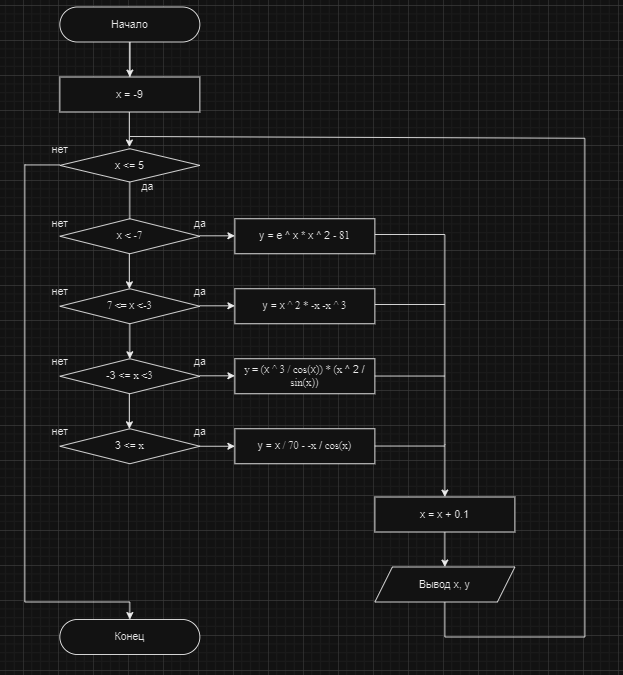 Начало
x = -9
нет
x <= 5
да
нет
x < -7
да
y = e ^ x * x ^ 2 - 81
нет
7 <= x <-3
да
y = x ^ 2 * -x -x ^ 3
нет
-3 <= x <3
да
y = (x ^ 3 / cos(x)) * (x ^ 2 /
sin(x))
нет
3 <= x
да
y = x / 70 - -x / cos(x)
x = x + 0.1
Вывод x, y
Конец